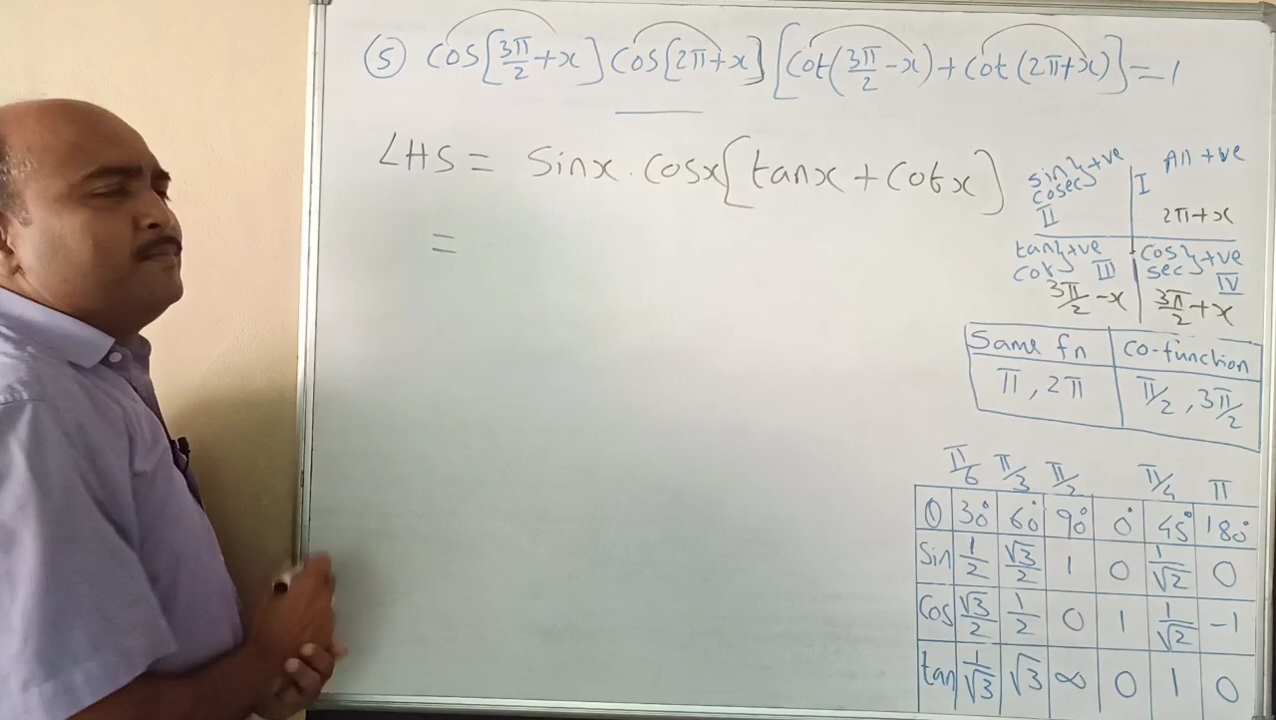 ⑤ cos[3π/2+x] cos[2π+x] [cot(3π/2−x)+cot(2π+x)]=1
LHS = Sinx. Cosx[tanx + Cotx]
=
sin, cosec} +ve
II
All +ve
I
2π+x
tan, cot} +ve
III
3π/2−x
cos, sec} +ve
IV
3π/2+x
Same fn | Co-function
π, 2π | π/2, 3π/2
π/6 π/3 π/2 π/4 π
θ 30° 60° 90° 0° 45° 180°
Sin 1/2 √3/2 1 0 1/√2 0
Cos √3/2 1/2 0 1 1/√2 −1
tan 1/√3 √3 ∞ 0 1 0